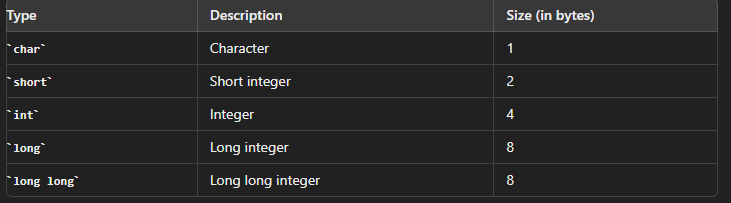 Type Description Size (in bytes)
`char` Character 1
`short` Short integer 2
`int` Integer 4
`long` Long integer 8
`long long` Long long integer 8